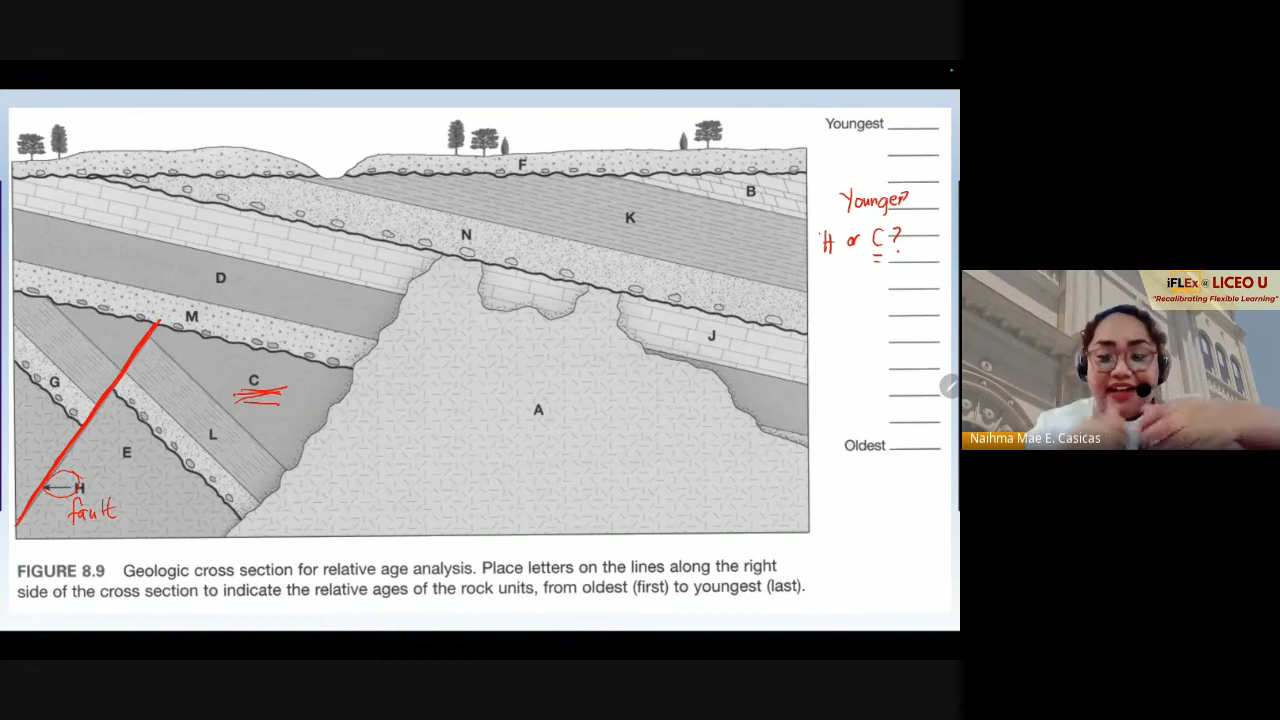 Youngest
F
B
Younger?
K
N
H or C?
D
M
J
C
G
A
L
E
H
fault
Oldest
FIGURE 8.9 Geologic cross section for relative age analysis. Place letters on the lines along the right
side of the cross section to indicate the relative ages of the rock units, from oldest (first) to youngest (last).
iFLEx @ LICEO U
"Recalibrating Flexible Learning"
Naihma Mae E. Casicas